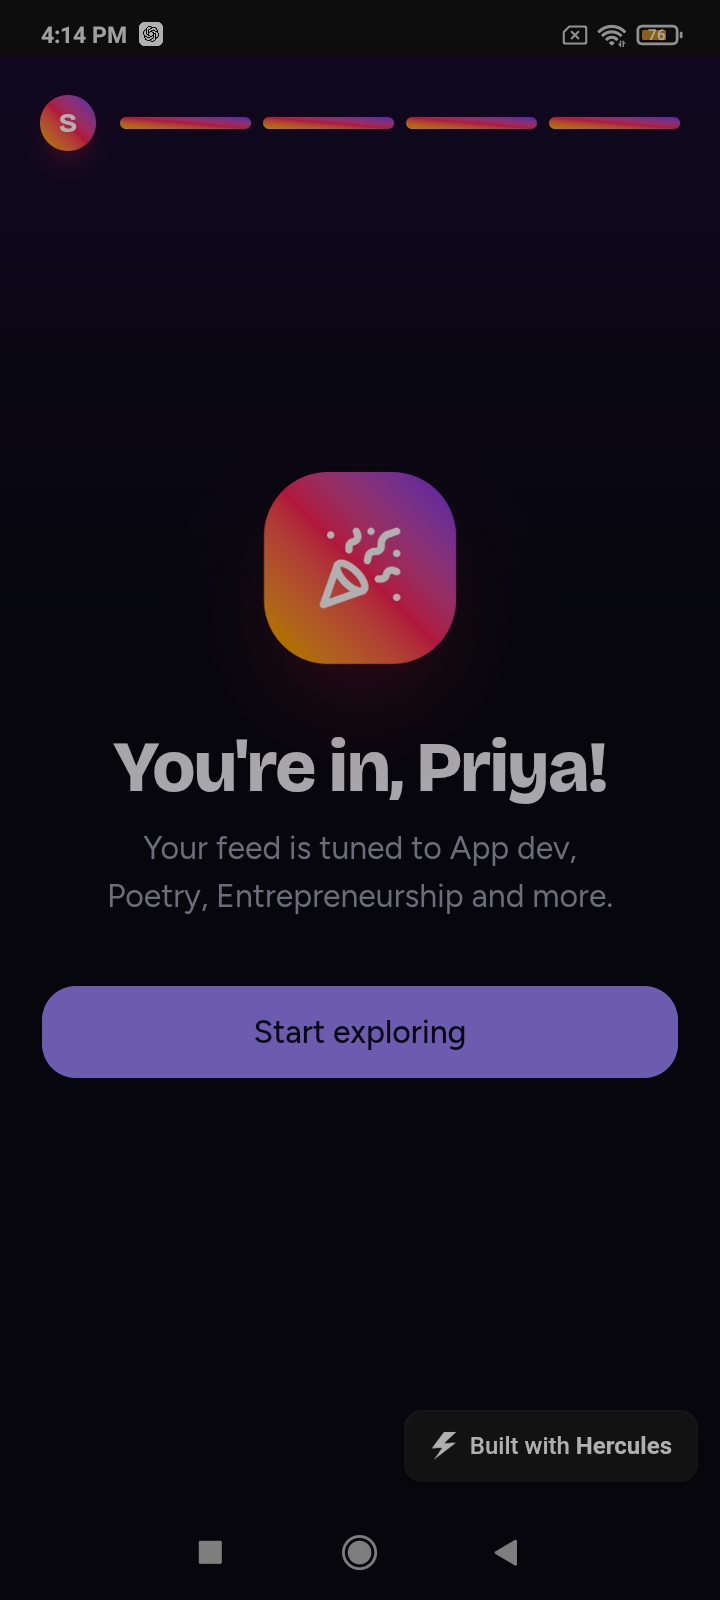 4:14 PM
76
S
You're in, Priya!
Your feed is tuned to App dev,
Poetry, Entrepreneurship and more.
Start exploring
Built with Hercules